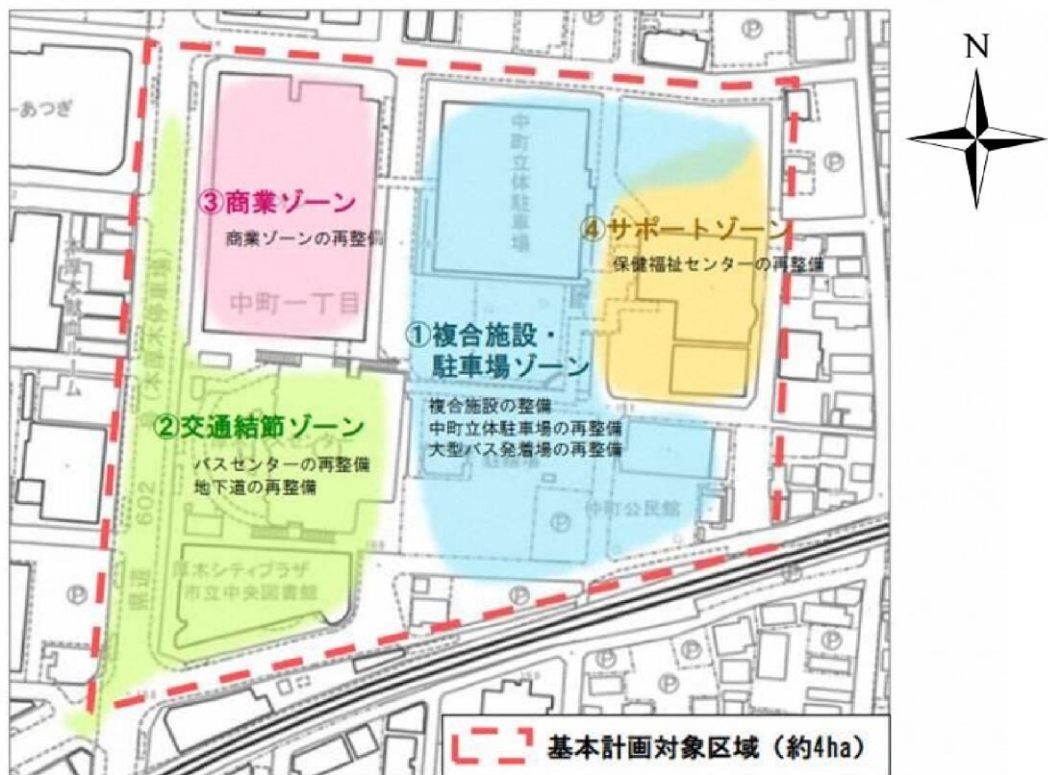 N
ーあつぎ
中町立体駐車場
③商業ゾーン
商業ゾーンの再整備
④サポートゾーン
保健福祉センターの再整備
中町一丁目
(本厚木停車場)
①複合施設・
駐車場ゾーン
複合施設の整備
中町立体駐車場の再整備
大型バス発着場の再整備
②交通結節ゾーン
バスセンターの再整備
地下道の再整備
県道 602
仲町公民館
厚木シティプラザ
市立中央図書館
P
P
P
P
P
P
P
P
P
基本計画対象区域（約4ha）